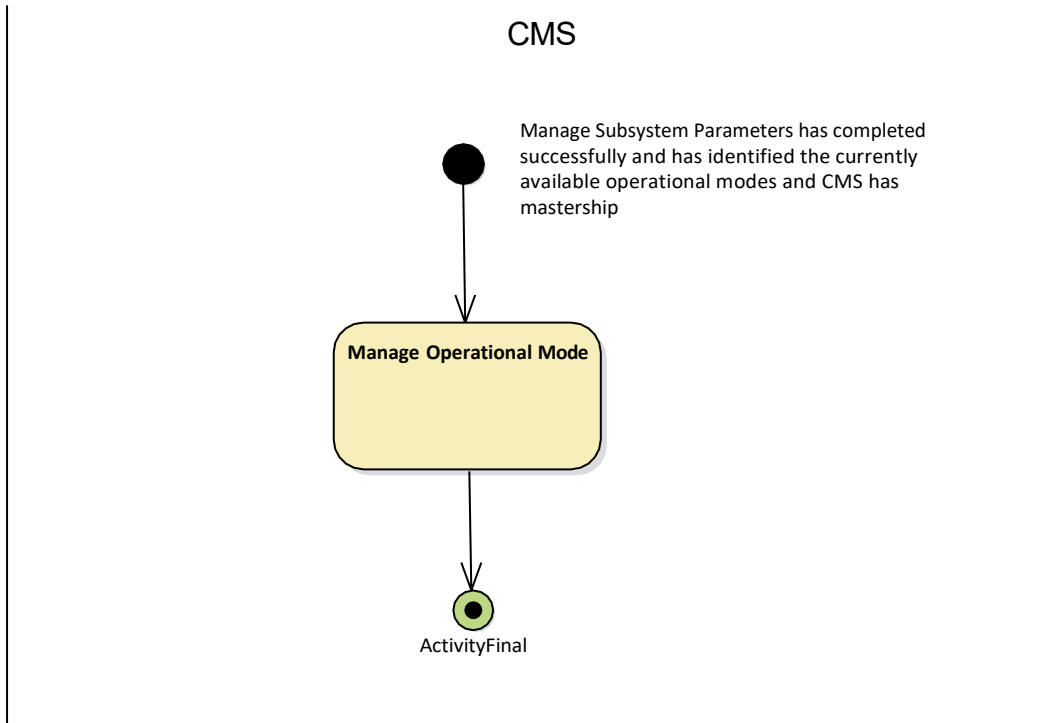 CMS
Manage Subsystem Parameters has completed
successfully and has identified the currently
available operational modes and CMS has
mastership
Manage Operational Mode
ActivityFinal